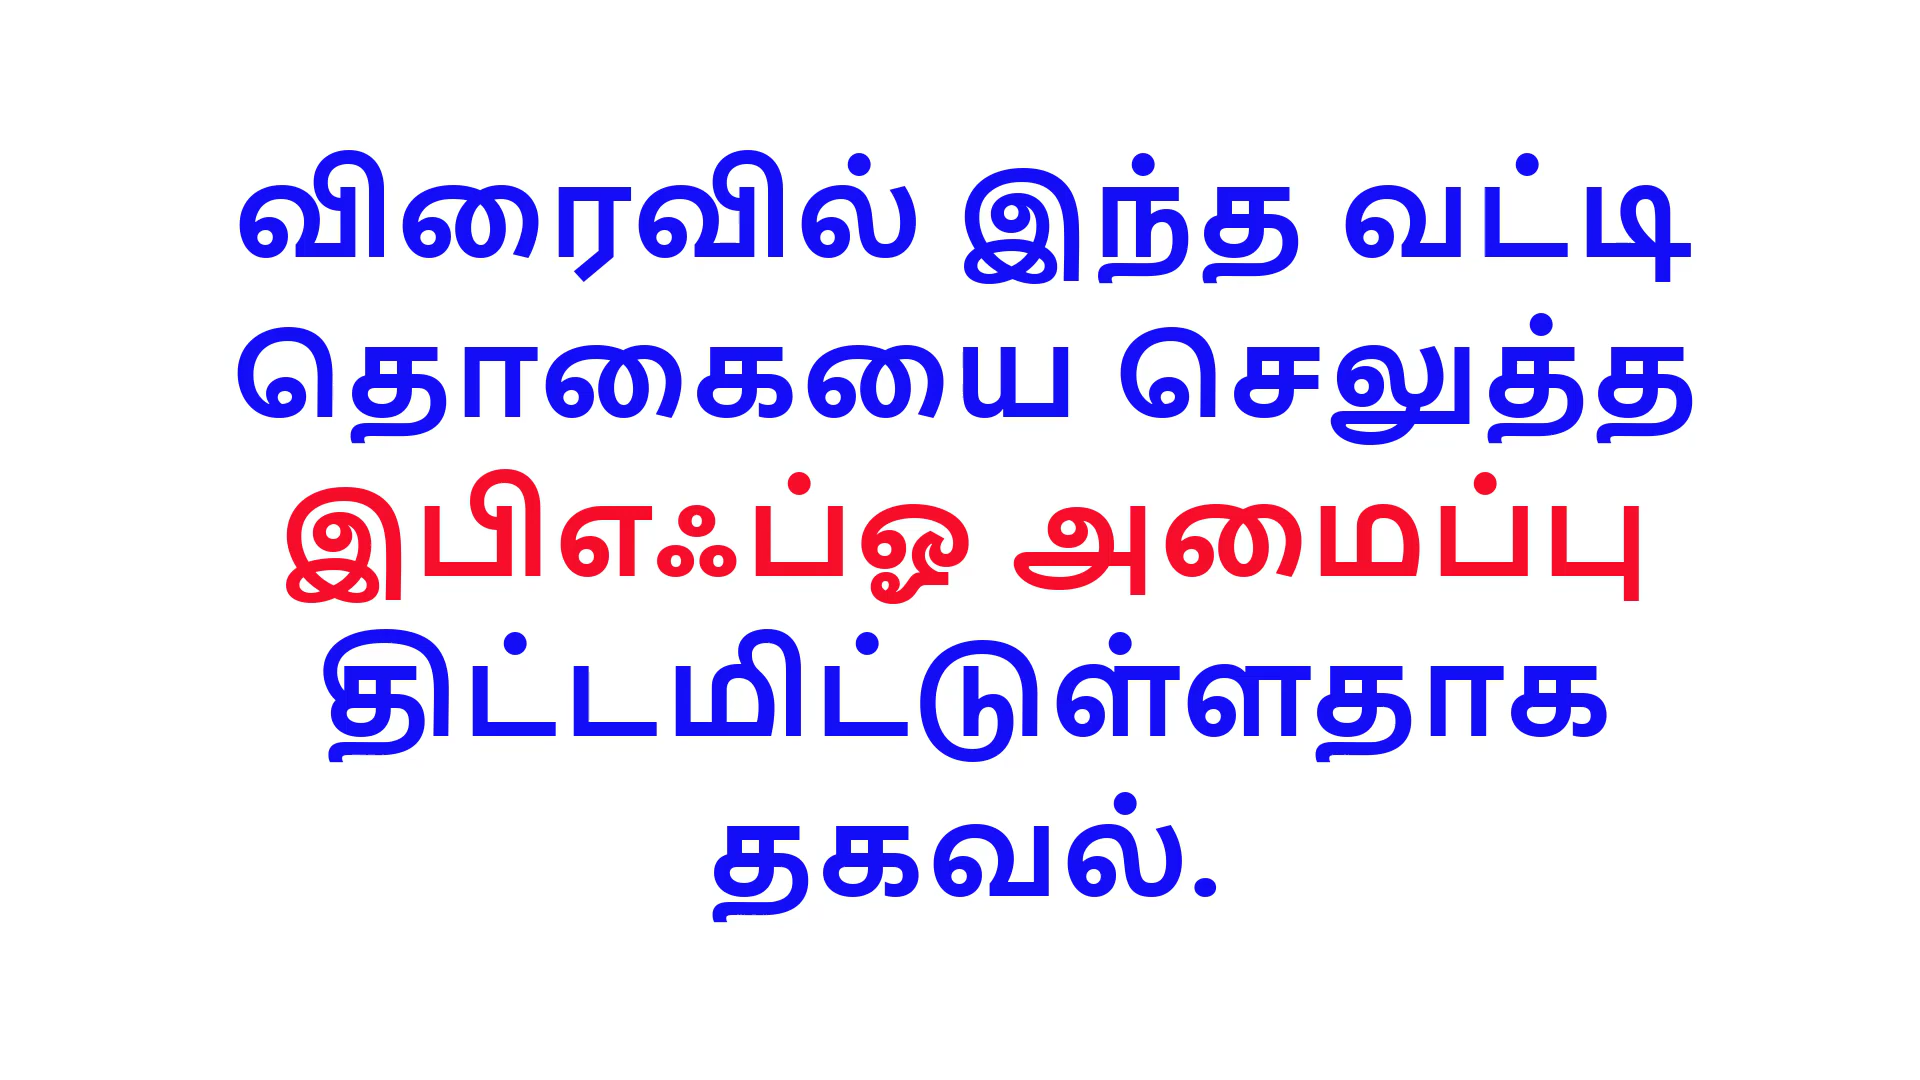 விரைவில் இந்த வட்டி
தொகையை செலுத்த
இபிஎஃப்ஓ அமைப்பு
திட்டமிட்டுள்ளதாக
தகவல்.